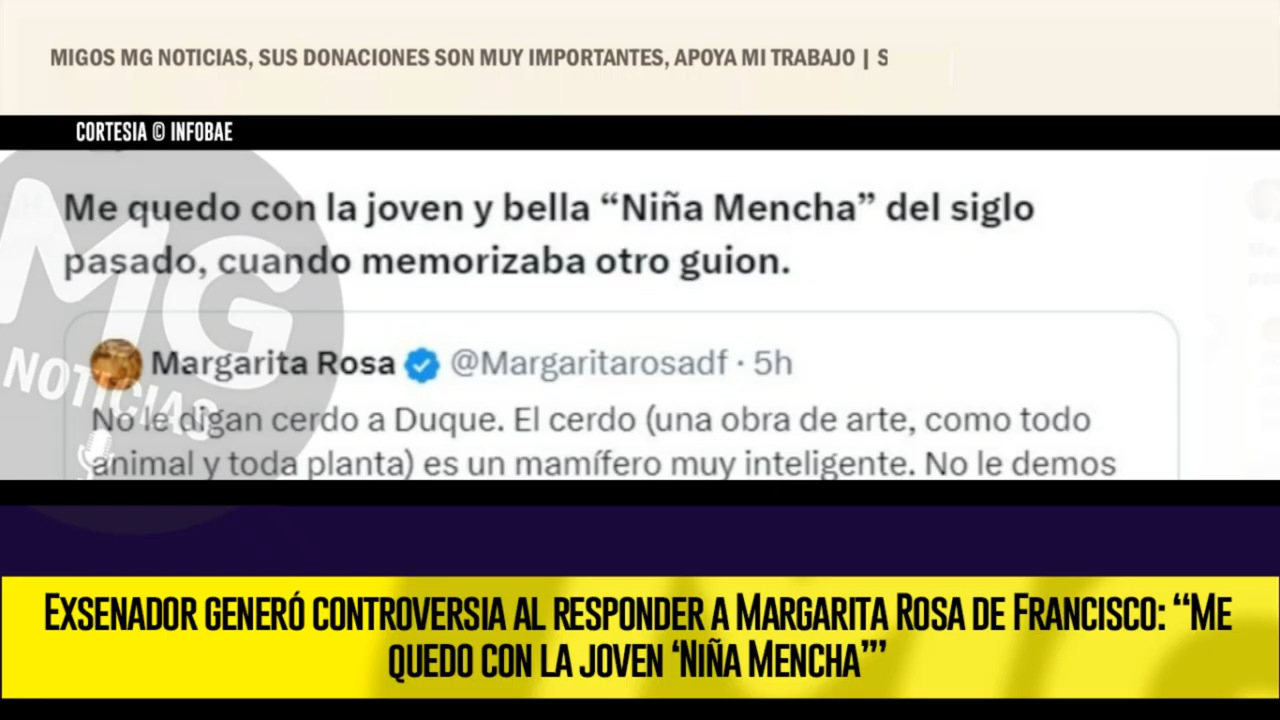 MIGOS MG NOTICIAS, SUS DONACIONES SON MUY IMPORTANTES, APOYA MI TRABAJO | S
CORTESIA © INFOBAE
Me quedo con la joven y bella “Niña Mencha” del siglo
pasado, cuando memorizaba otro guion.
MG
NOTICIAS
Margarita Rosa @Margaritarosadf · 5h
No le digan cerdo a Duque. El cerdo (una obra de arte, como todo
animal y toda planta) es un mamífero muy inteligente. No le demos
EXSENADOR GENERÓ CONTROVERSIA AL RESPONDER A MARGARITA ROSA DE FRANCISCO: “ME
QUEDO CON LA JOVEN ‘NIÑA MENCHA”’